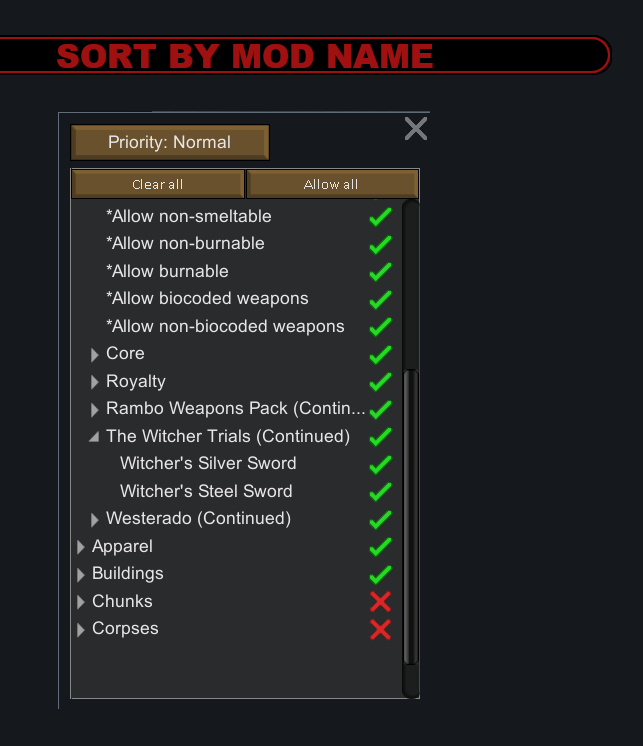 SORT BY MOD NAME
Priority: Normal
Clear all
Allow all
*Allow non-smeltable
*Allow non-burnable
*Allow burnable
*Allow biocoded weapons
*Allow non-biocoded weapons
Core
Royalty
Rambo Weapons Pack (Contin...
The Witcher Trials (Continued)
Witcher's Silver Sword
Witcher's Steel Sword
Westerado (Continued)
Apparel
Buildings
Chunks
Corpses